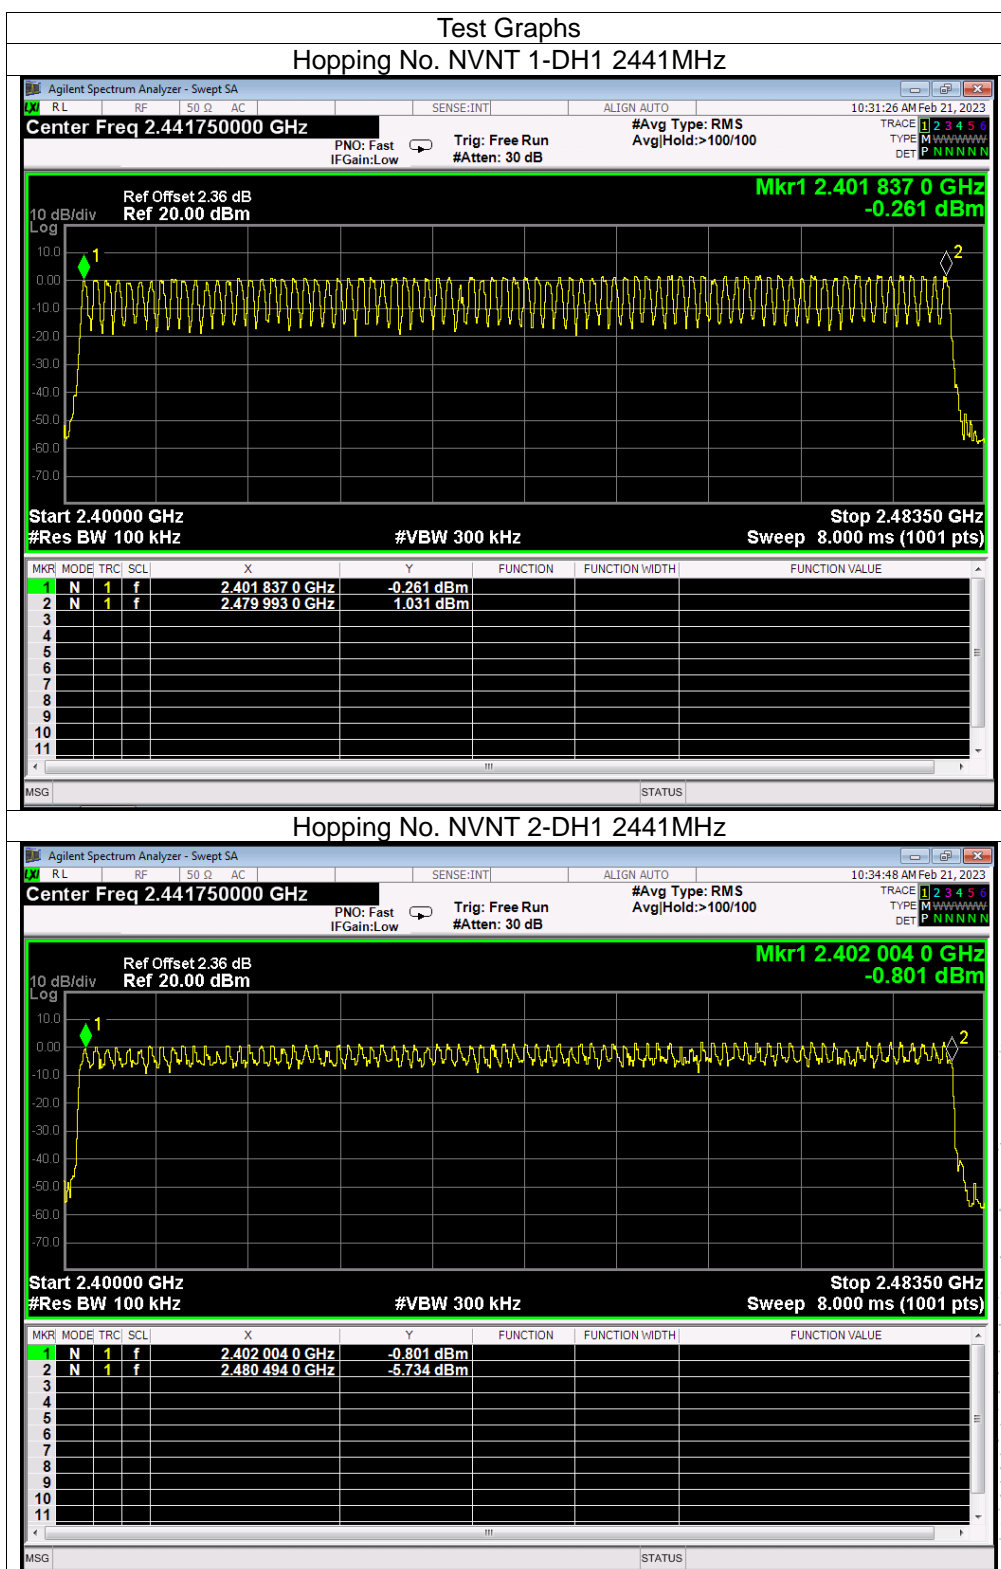 Test Graphs
Hopping No. NVNT 1-DH1 2441MHz
Agilent Spectrum Analyzer - Swept SA
LXI RL RF 50 Ω AC SENSE:INT ALIGN AUTO 10:31:26 AM Feb 21, 2023
Center Freq 2.441750000 GHz #Avg Type: RMS TRACE 1 2 3 4 5 6
PNO: Fast Trig: Free Run Avg|Hold:>100/100 TYPE M WWWWW
IFGain:Low #Atten: 30 dB DET P N N N N N
Mkr1 2.401 837 0 GHz
Ref Offset 2.36 dB
10 dB/div Ref 20.00 dBm -0.261 dBm
Log
10.0
1
2
0.00
-10.0
-20.0
-30.0
-40.0
-50.0
-60.0
-70.0
Start 2.40000 GHz Stop 2.48350 GHz
#Res BW 100 kHz #VBW 300 kHz Sweep 8.000 ms (1001 pts)
MKR MODE TRC SCL X Y FUNCTION FUNCTION WIDTH FUNCTION VALUE
1 N 1 f 2.401 837 0 GHz -0.261 dBm
2 N 1 f 2.479 993 0 GHz 1.031 dBm
3
4
5
6
7
8
9
10
11
MSG STATUS
Hopping No. NVNT 2-DH1 2441MHz
Agilent Spectrum Analyzer - Swept SA
LXI RL RF 50 Ω AC SENSE:INT ALIGN AUTO 10:34:48 AM Feb 21, 2023
Center Freq 2.441750000 GHz #Avg Type: RMS TRACE 1 2 3 4 5 6
PNO: Fast Trig: Free Run Avg|Hold:>100/100 TYPE M WWWWW
IFGain:Low #Atten: 30 dB DET P N N N N N
Mkr1 2.402 004 0 GHz
Ref Offset 2.36 dB
10 dB/div Ref 20.00 dBm -0.801 dBm
Log
10.0
1
2
0.00
-10.0
-20.0
-30.0
-40.0
-50.0
-60.0
-70.0
Start 2.40000 GHz Stop 2.48350 GHz
#Res BW 100 kHz #VBW 300 kHz Sweep 8.000 ms (1001 pts)
MKR MODE TRC SCL X Y FUNCTION FUNCTION WIDTH FUNCTION VALUE
1 N 1 f 2.402 004 0 GHz -0.801 dBm
2 N 1 f 2.480 494 0 GHz -5.734 dBm
3
4
5
6
7
8
9
10
11
MSG STATUS